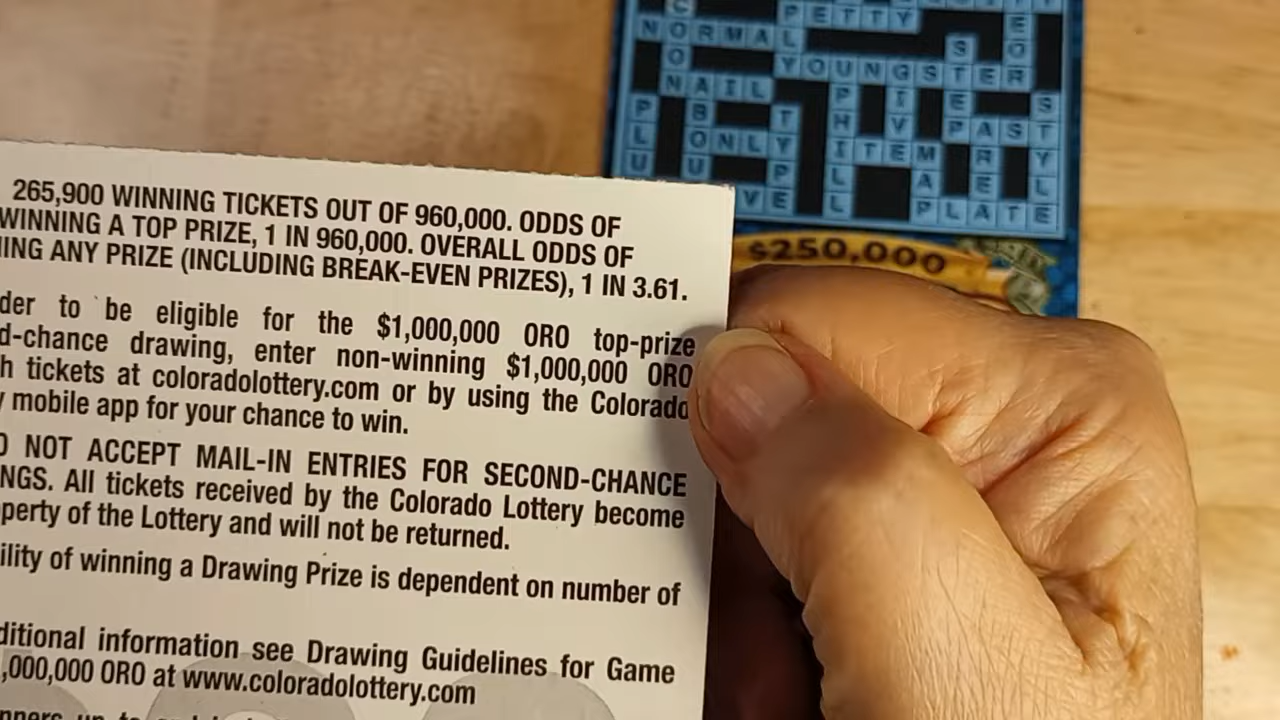 PETTY
NORMAL
YOUNGSTER
NAIL
ONLY
ITEM
PAST
PLATE
$250,000
265,900 WINNING TICKETS OUT OF 960,000. ODDS OF
WINNING A TOP PRIZE, 1 IN 960,000. OVERALL ODDS OF
ING ANY PRIZE (INCLUDING BREAK-EVEN PRIZES), 1 IN 3.61.
der to be eligible for the $1,000,000 ORO top-prize
d-chance drawing, enter non-winning $1,000,000 ORO
h tickets at coloradolottery.com or by using the Colorado
y mobile app for your chance to win.
O NOT ACCEPT MAIL-IN ENTRIES FOR SECOND-CHANCE
NGS. All tickets received by the Colorado Lottery become
perty of the Lottery and will not be returned.
ility of winning a Drawing Prize is dependent on number of
ditional information see Drawing Guidelines for Game
,000,000 ORO at www.coloradolottery.com